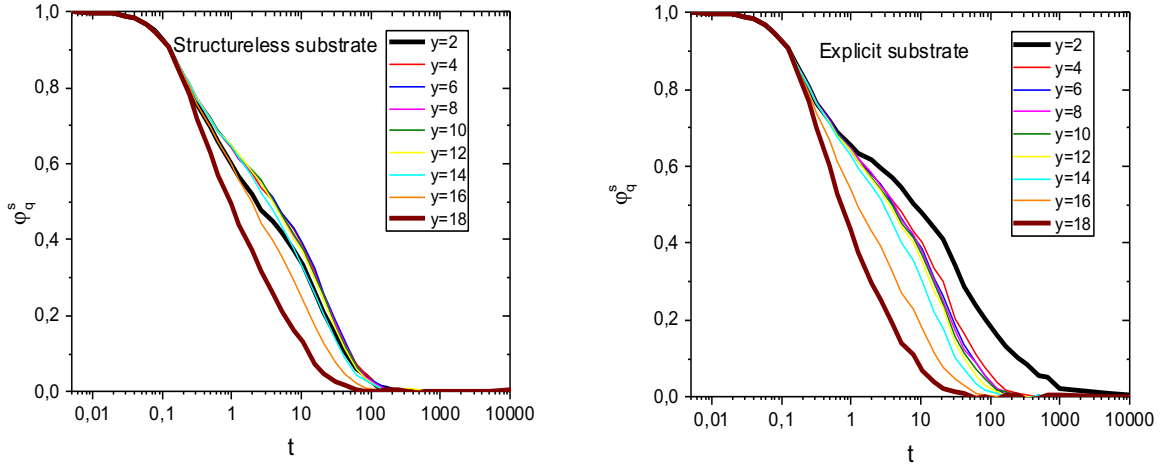 Structureless substrate
y=2
y=4
y=6
y=8
y=10
y=12
y=14
y=16
y=18
1,0
0,8
0,6
0,4
0,2
0,0
φqs
0,01
0,1
1
10
100
1000
10000
t
Explicit substrate
y=2
y=4
y=6
y=8
y=10
y=12
y=14
y=16
y=18
1,0
0,8
0,6
0,4
0,2
0,0
φqs
0,01
0,1
1
10
100
1000
10000
t